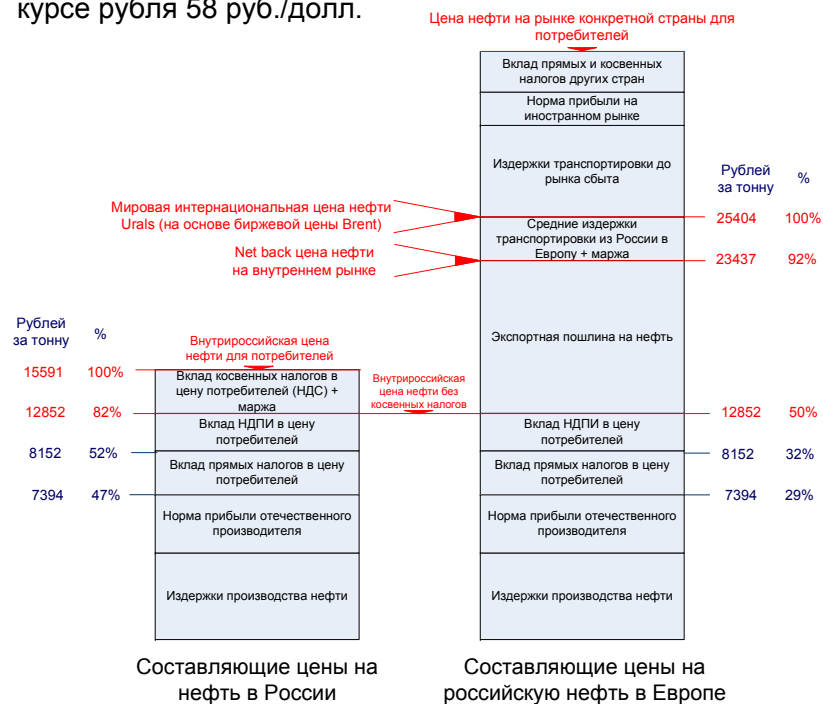 курсе рубля 58 руб./долл.
Цена нефти на рынке конкретной страны для
потребителей
Вклад прямых и косвенных
налогов других стран
Норма прибыли на
иностранном рынке
Издержки транспортировки до
рынка сбыта
Рублей
за тонну
%
Мировая интернациональная цена нефти
Urals (на основе биржевой цены Brent)
25404 100%
Средние издержки
транспортировки из России в
Европу + маржа
Net back цена нефти
на внутреннем рынке
23437 92%
Экспортная пошлина на нефть
Рублей
за тонну
%
Внутрироссийская цена
нефти для потребителей
15591 100%
Вклад косвенных налогов в
цену потребителей (НДС) +
маржа
Внутрироссийская
цена нефти без
косвенных налогов
12852 82%
12852 50%
Вклад НДПИ в цену
потребителей
Вклад НДПИ в цену
потребителей
8152 52%
8152 32%
Вклад прямых налогов в цену
потребителей
Вклад прямых налогов в цену
потребителей
7394 47%
7394 29%
Норма прибыли отечественного
производителя
Норма прибыли отечественного
производителя
Издержки производства нефти
Издержки производства нефти
Составляющие цены на
нефть в России
Составляющие цены на
российскую нефть в Европе